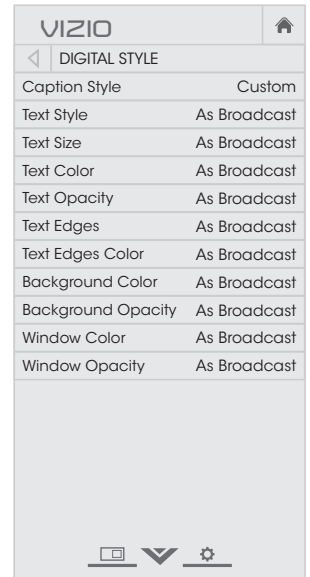 VIZIO
DIGITAL STYLE
Caption Style Custom
Text Style As Broadcast
Text Size As Broadcast
Text Color As Broadcast
Text Opacity As Broadcast
Text Edges As Broadcast
Text Edges Color As Broadcast
Background Color As Broadcast
Background Opacity As Broadcast
Window Color As Broadcast
Window Opacity As Broadcast